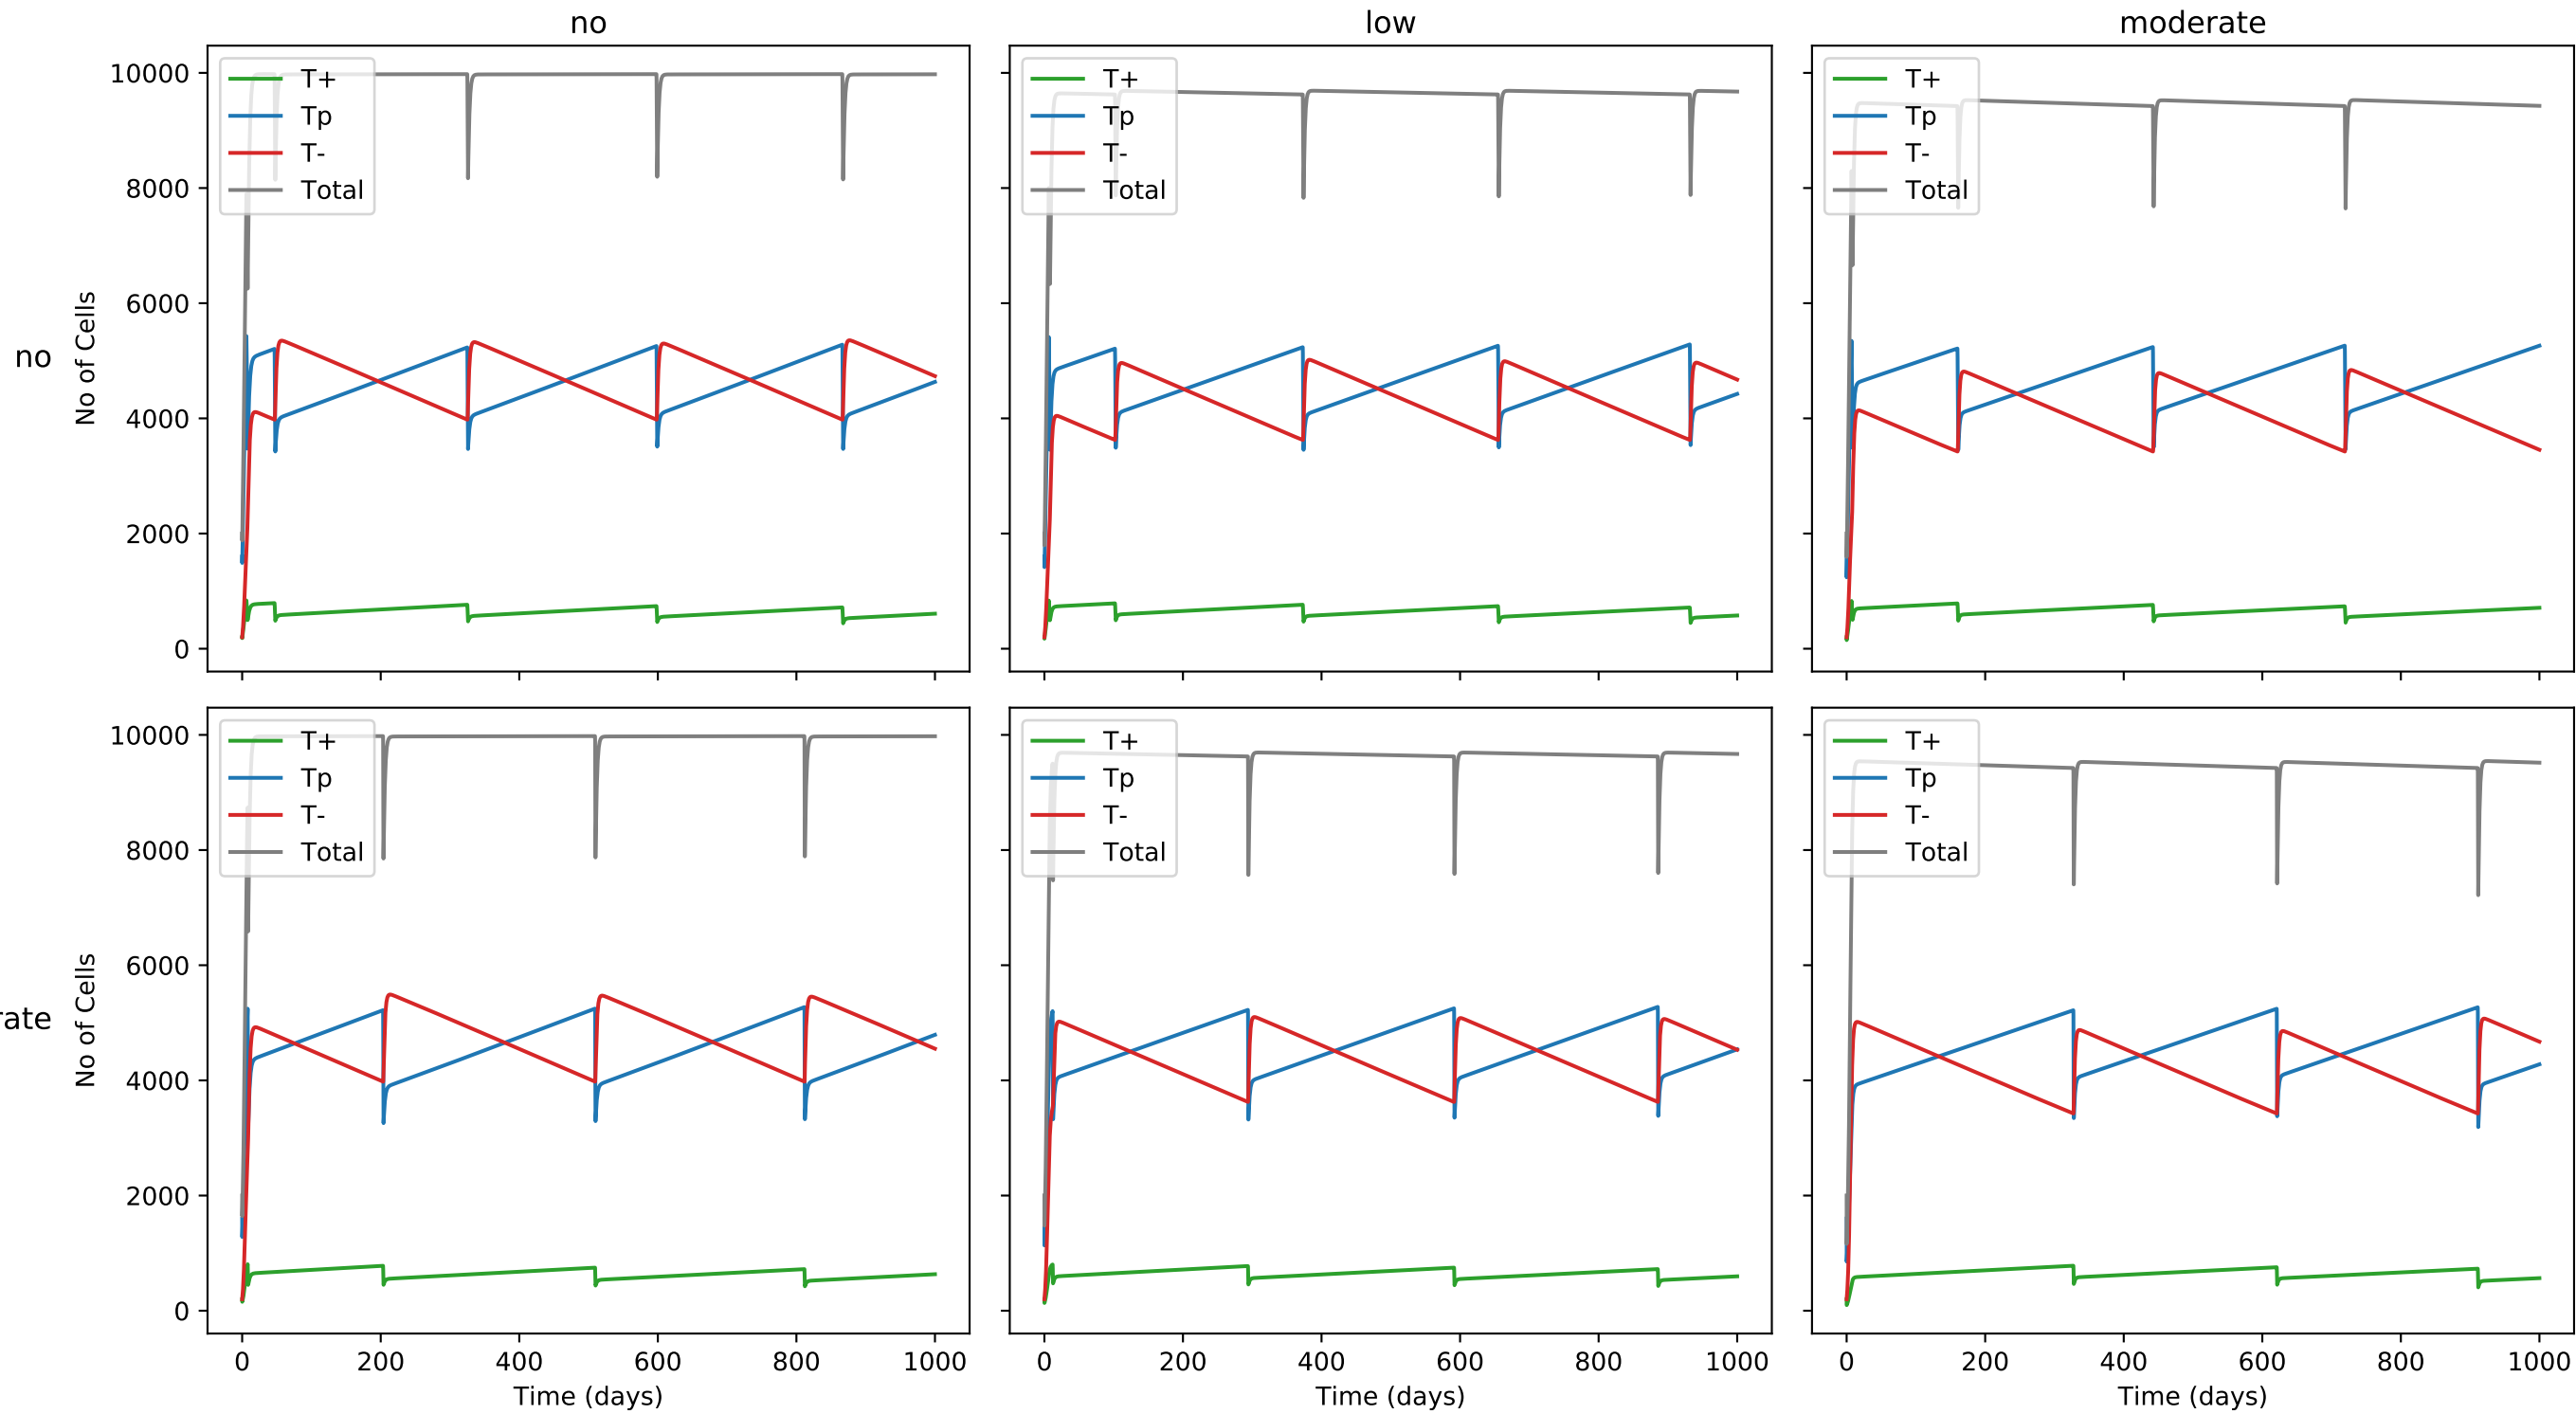 no low moderate
10000
8000
6000
4000
2000
0
no
No of Cells
T+
Tp
T-
Total
T+
Tp
T-
Total
T+
Tp
T-
Total
10000
8000
6000
4000
2000
0
rate
No of Cells
T+
Tp
T-
Total
T+
Tp
T-
Total
T+
Tp
T-
Total
0 200 400 600 800 1000
0 200 400 600 800 1000
0 200 400 600 800 1000
Time (days) Time (days) Time (days)